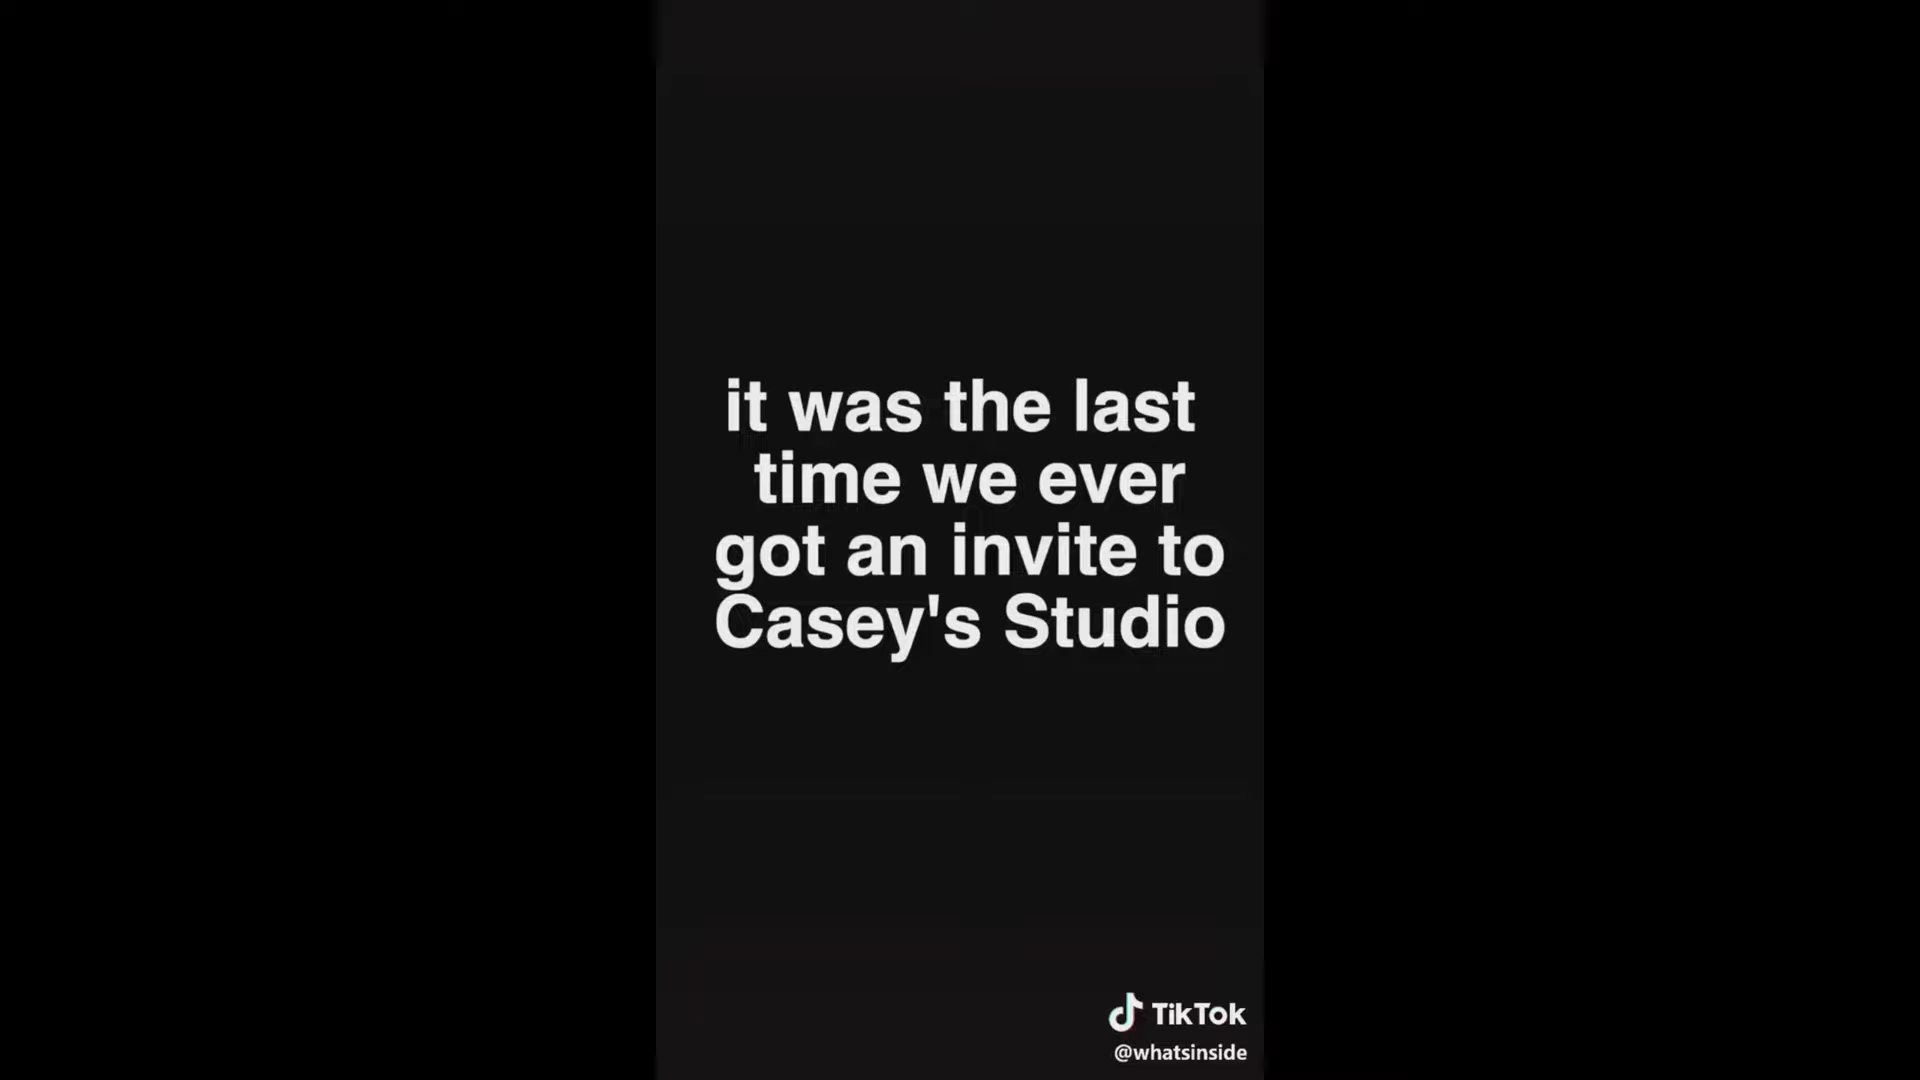 it was the last
time we ever
got an invite to
Casey's Studio
TikTok
@whatsinside